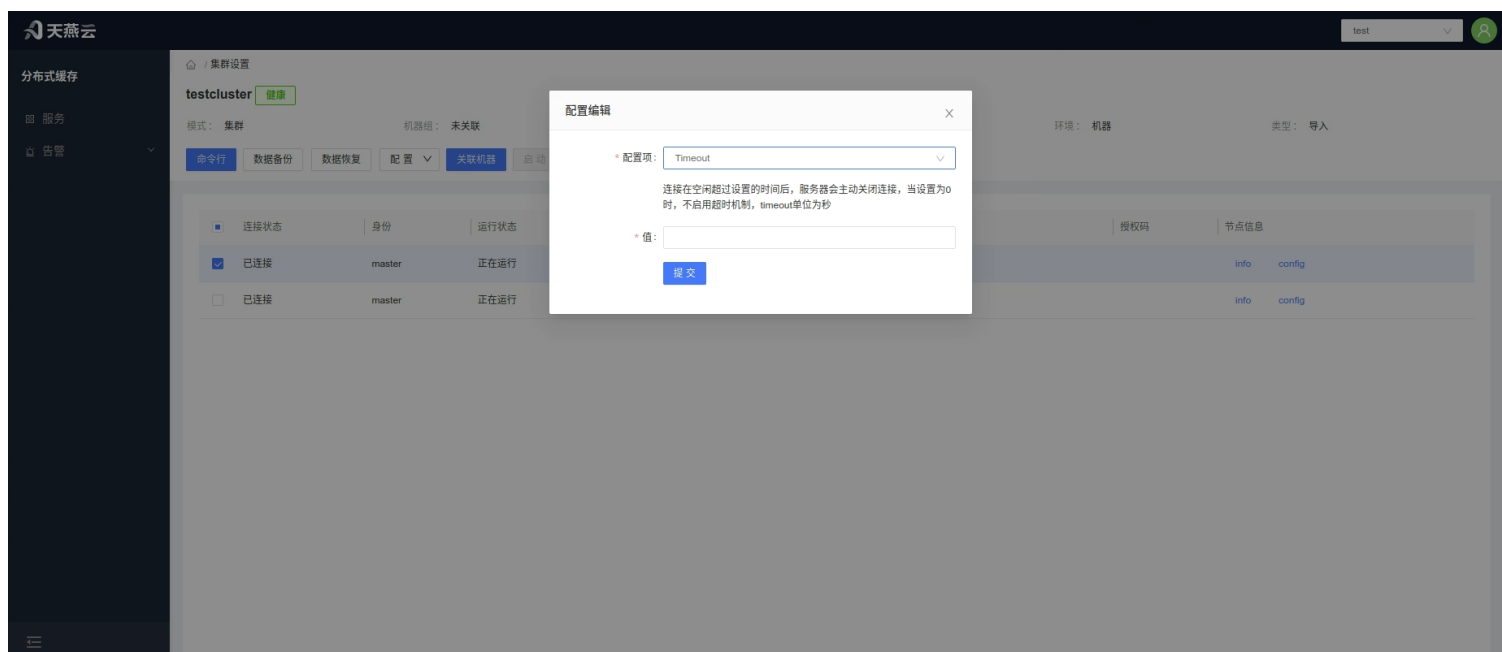 天燕云
test
分布式缓存
服务
告警
/ 集群设置
testcluster 健康
模式： 集群 机器组： 未关联 环境： 机器 类型： 导入
命令行 数据备份 数据恢复 配 置 关联机器 启 动
连接状态 身份 运行状态 授权码 节点信息
已连接 master 正在运行 info config
已连接 master 正在运行 info config
配置编辑
* 配置项: Timeout
连接在空闲超过设置的时间后，服务器会主动关闭连接，当设置为0
时，不启用超时机制，timeout单位为秒
* 值:
提 交